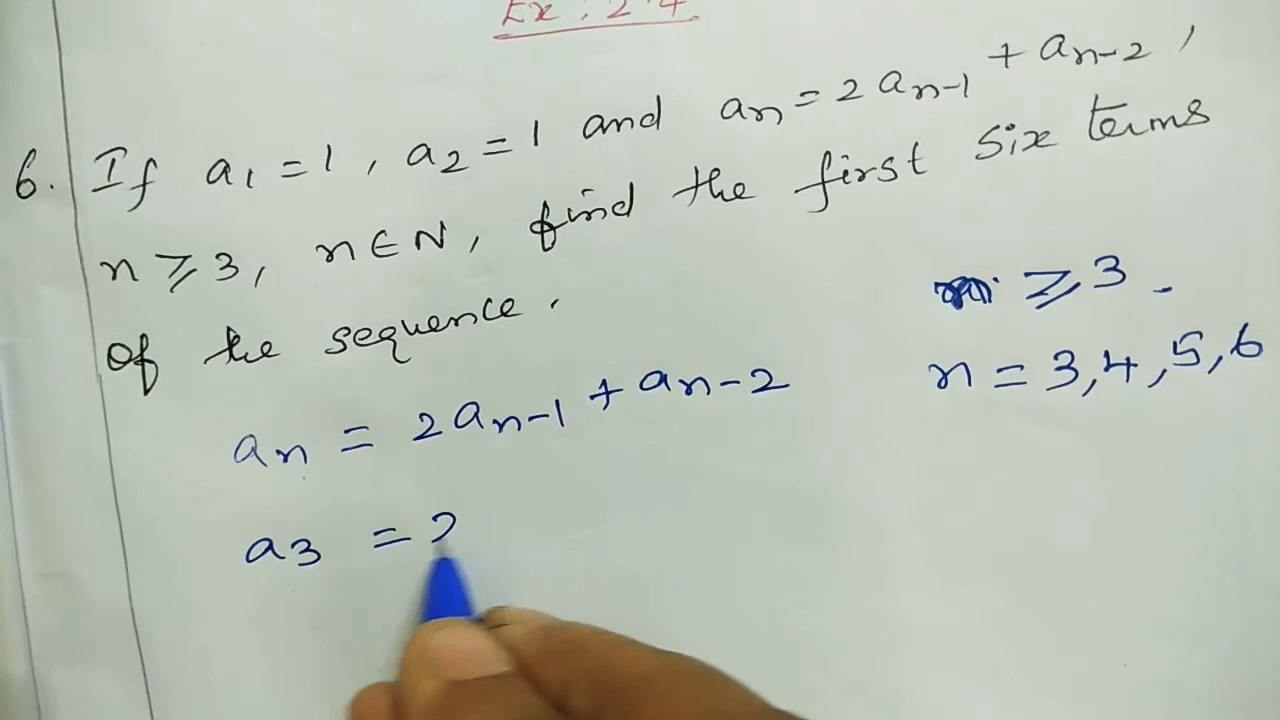 Ex : 2.4
6. If a₁ = 1 , a₂ = 1 and aₙ = 2aₙ₋₁ + aₙ₋₂ ,
n ≥ 3 , n ∈ N , find the first six terms
of the sequence .
n ≥ 3 .
n = 3, 4, 5, 6
aₙ = 2aₙ₋₁ + aₙ₋₂
a₃ = 2